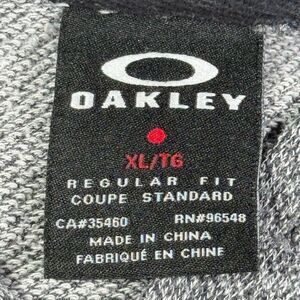 OAKLEY
XL/TG
REGULAR FIT
COUPE STANDARD
CA#35460 RN#96548
MADE IN CHINA
FABRIQUÉ EN CHINE